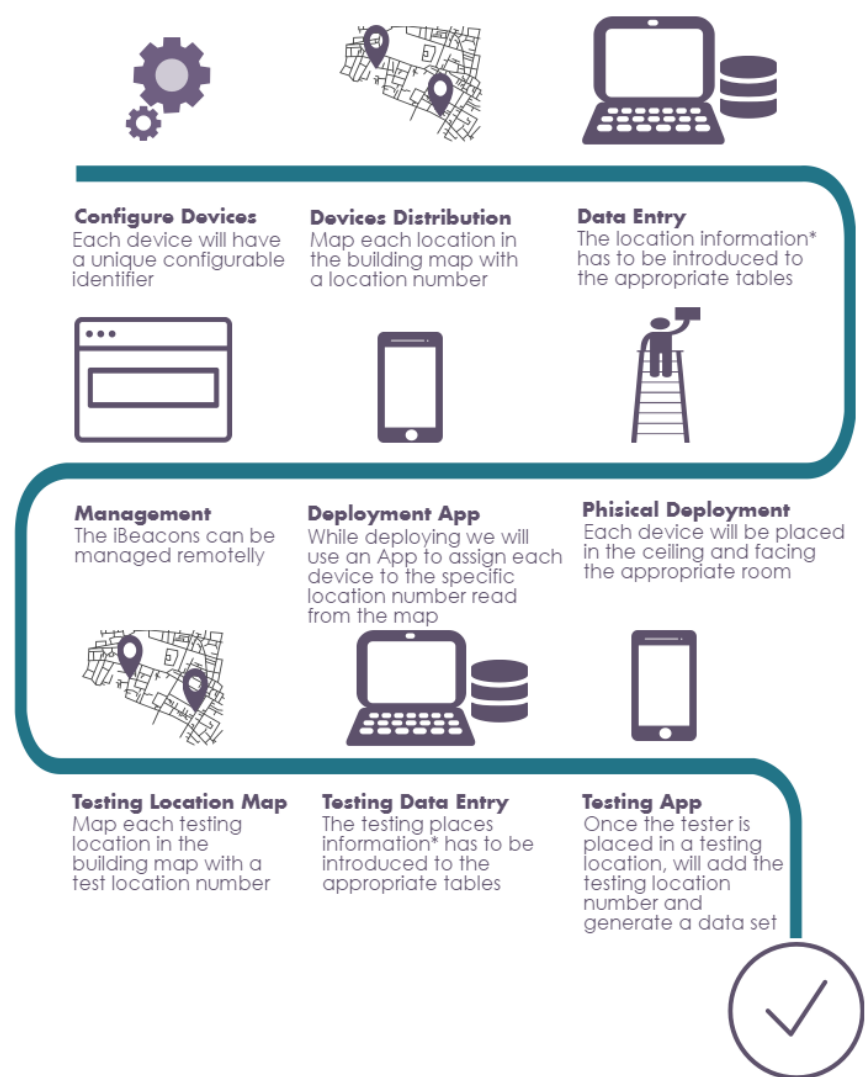 Configure Devices
Each device will have
a unique configurable
identifier
Devices Distribution
Map each location in
the building map with
a location number
Data Entry
The location information*
has to be introduced to
the appropriate tables
Management
The iBeacons can be
managed remotelly
Deployment App
While deploying we will
use an App to assign each
device to the specific
location number read
from the map
Phisical Deployment
Each device will be placed
in the ceiling and facing
the appropriate room
Testing Location Map
Map each testing
location in the
building map with a
test location number
Testing Data Entry
The testing places
information* has to be
introduced to the
appropriate tables
Testing App
Once the tester is
placed in a testing
location, will add the
testing location
number and
generate a data set